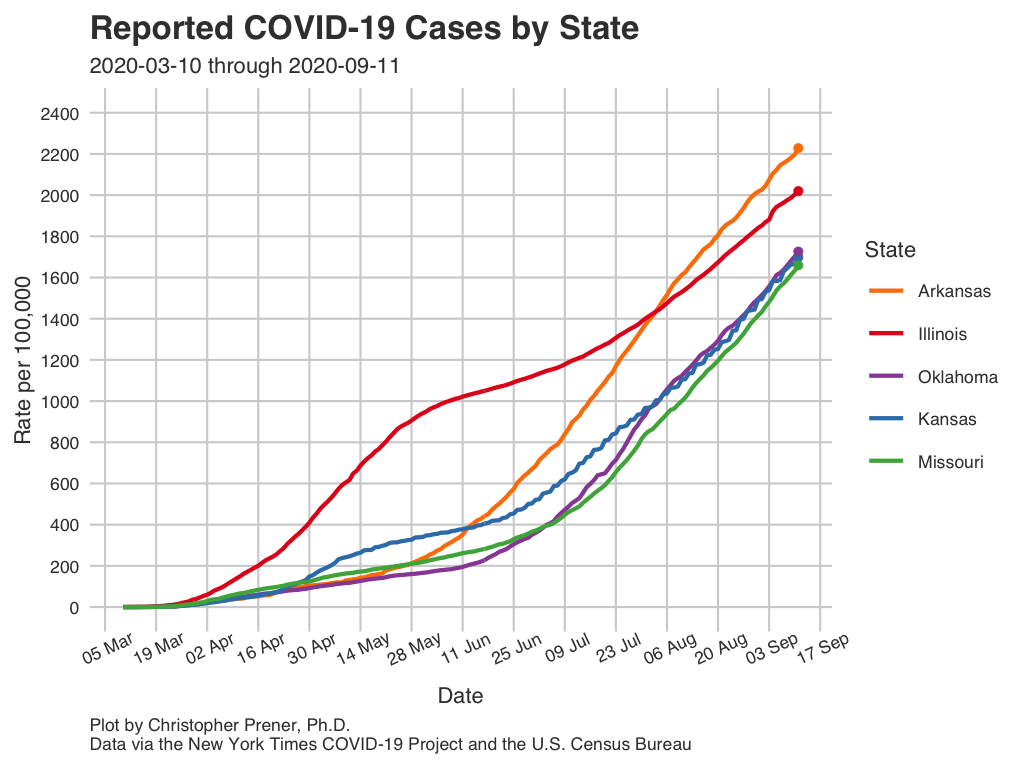 Reported COVID-19 Cases by State
2020-03-10 through 2020-09-11
2400
2200
2000
1800
1600
1400
1200
1000
800
600
400
200
0
Rate per 100,000
05 Mar
19 Mar
02 Apr
16 Apr
30 Apr
14 May
28 May
11 Jun
25 Jun
09 Jul
23 Jul
06 Aug
20 Aug
03 Sep
17 Sep
Date
State
Arkansas
Illinois
Oklahoma
Kansas
Missouri
Plot by Christopher Prener, Ph.D.
Data via the New York Times COVID-19 Project and the U.S. Census Bureau